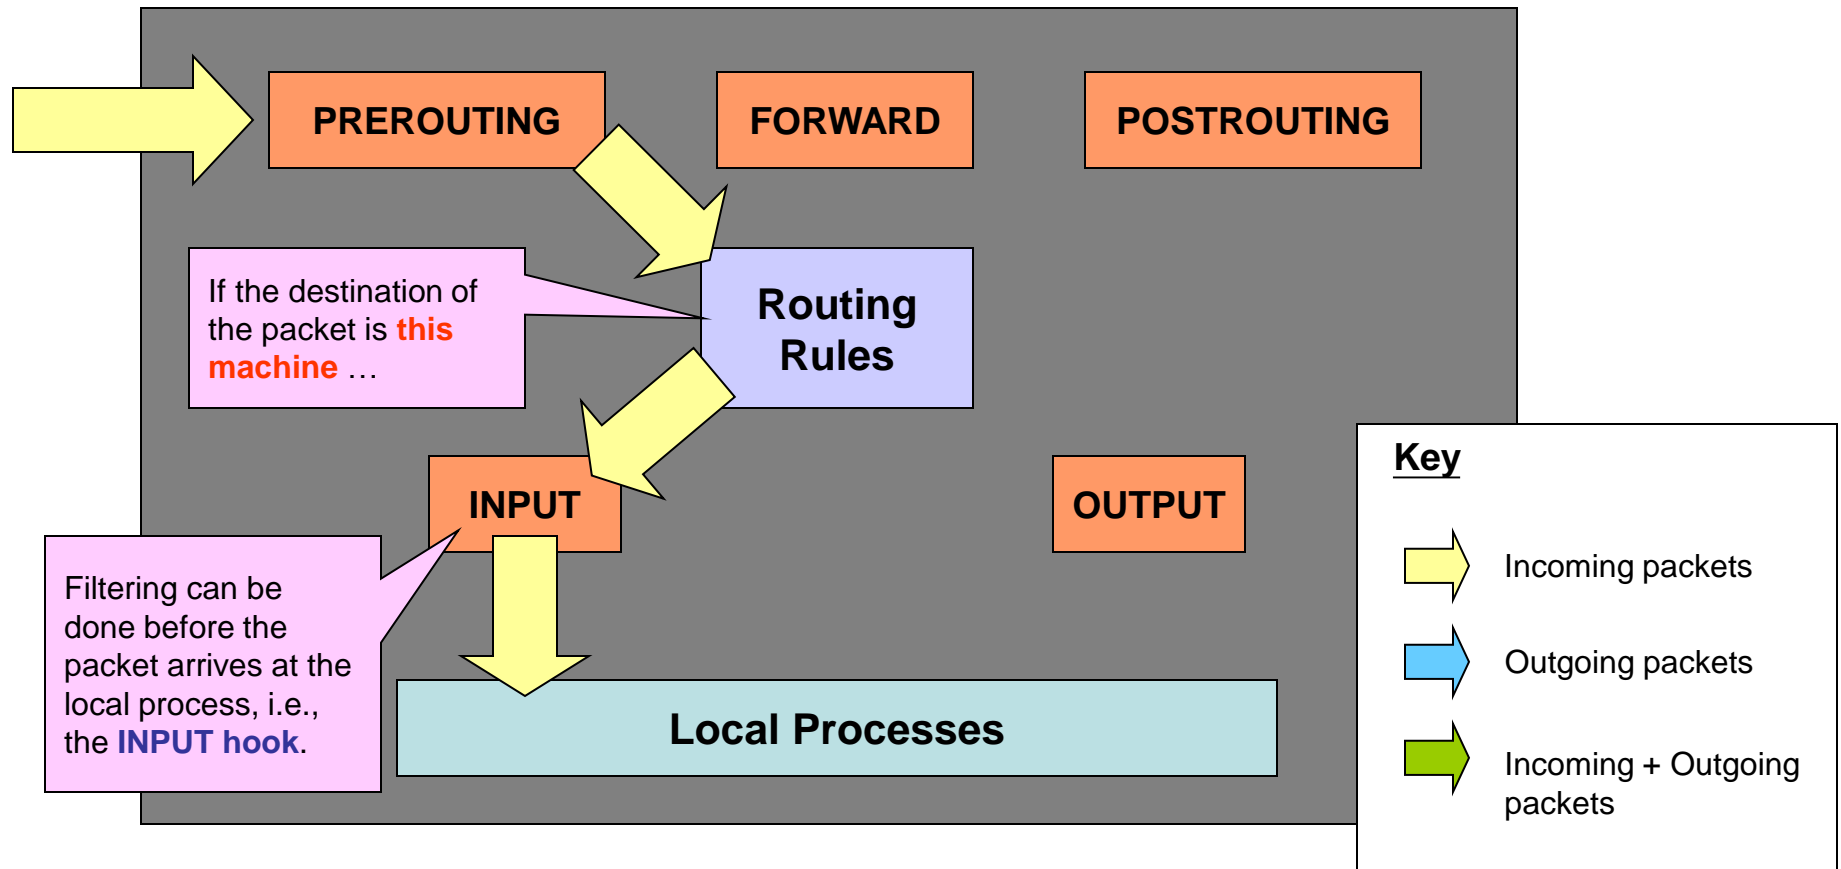 PREROUTING
FORWARD
POSTROUTING
If the destination of
the packet is this
machine …
Routing
Rules
INPUT
OUTPUT
Filtering can be
done before the
packet arrives at the
local process, i.e.,
the INPUT hook.
Local Processes
Key
Incoming packets
Outgoing packets
Incoming + Outgoing
packets